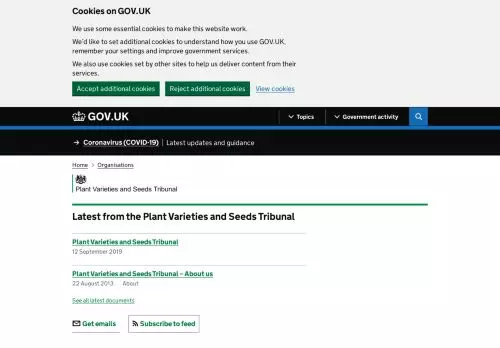 Cookies on GOV.UK
We use some essential cookies to make this website work.
We'd like to set additional cookies to understand how you use GOV.UK,
remember your settings and improve government services.
We also use cookies set by other sites to help us deliver content from their
services.
Accept additional cookies Reject additional cookies View cookies
GOV.UK Topics Government activity
→ Coronavirus (COVID-19) Latest updates and guidance
Home > Organisations
Plant Varieties and Seeds Tribunal
Latest from the Plant Varieties and Seeds Tribunal
Plant Varieties and Seeds Tribunal
12 September 2019
Plant Varieties and Seeds Tribunal – About us
22 August 2013 About
See all latest documents
Get emails Subscribe to feed